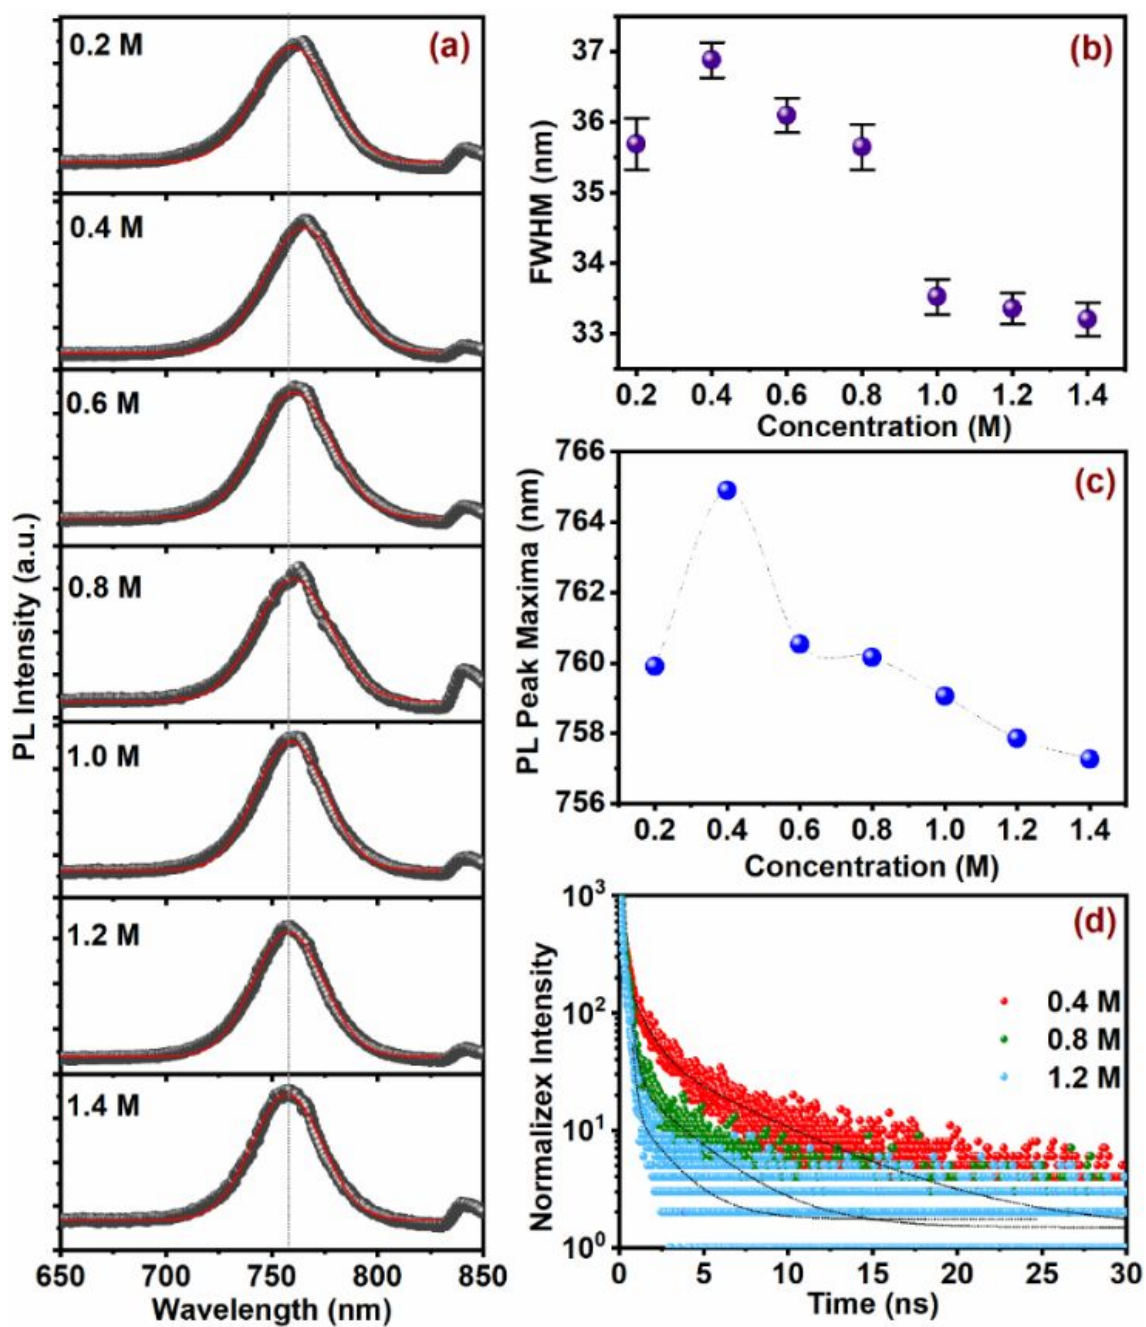 (a)
0.2 M
0.4 M
0.6 M
0.8 M
1.0 M
1.2 M
1.4 M
PL Intensity (a.u.)
650 700 750 800 850
Wavelength (nm)
(b)
37
36
35
34
33
FWHM (nm)
0.2 0.4 0.6 0.8 1.0 1.2 1.4
Concentration (M)
(c)
766
764
762
760
758
756
PL Peak Maxima (nm)
0.2 0.4 0.6 0.8 1.0 1.2 1.4
Concentration (M)
(d)
10³
10²
10¹
10⁰
Normalizex Intensity
0.4 M
0.8 M
1.2 M
0 5 10 15 20 25 30
Time (ns)